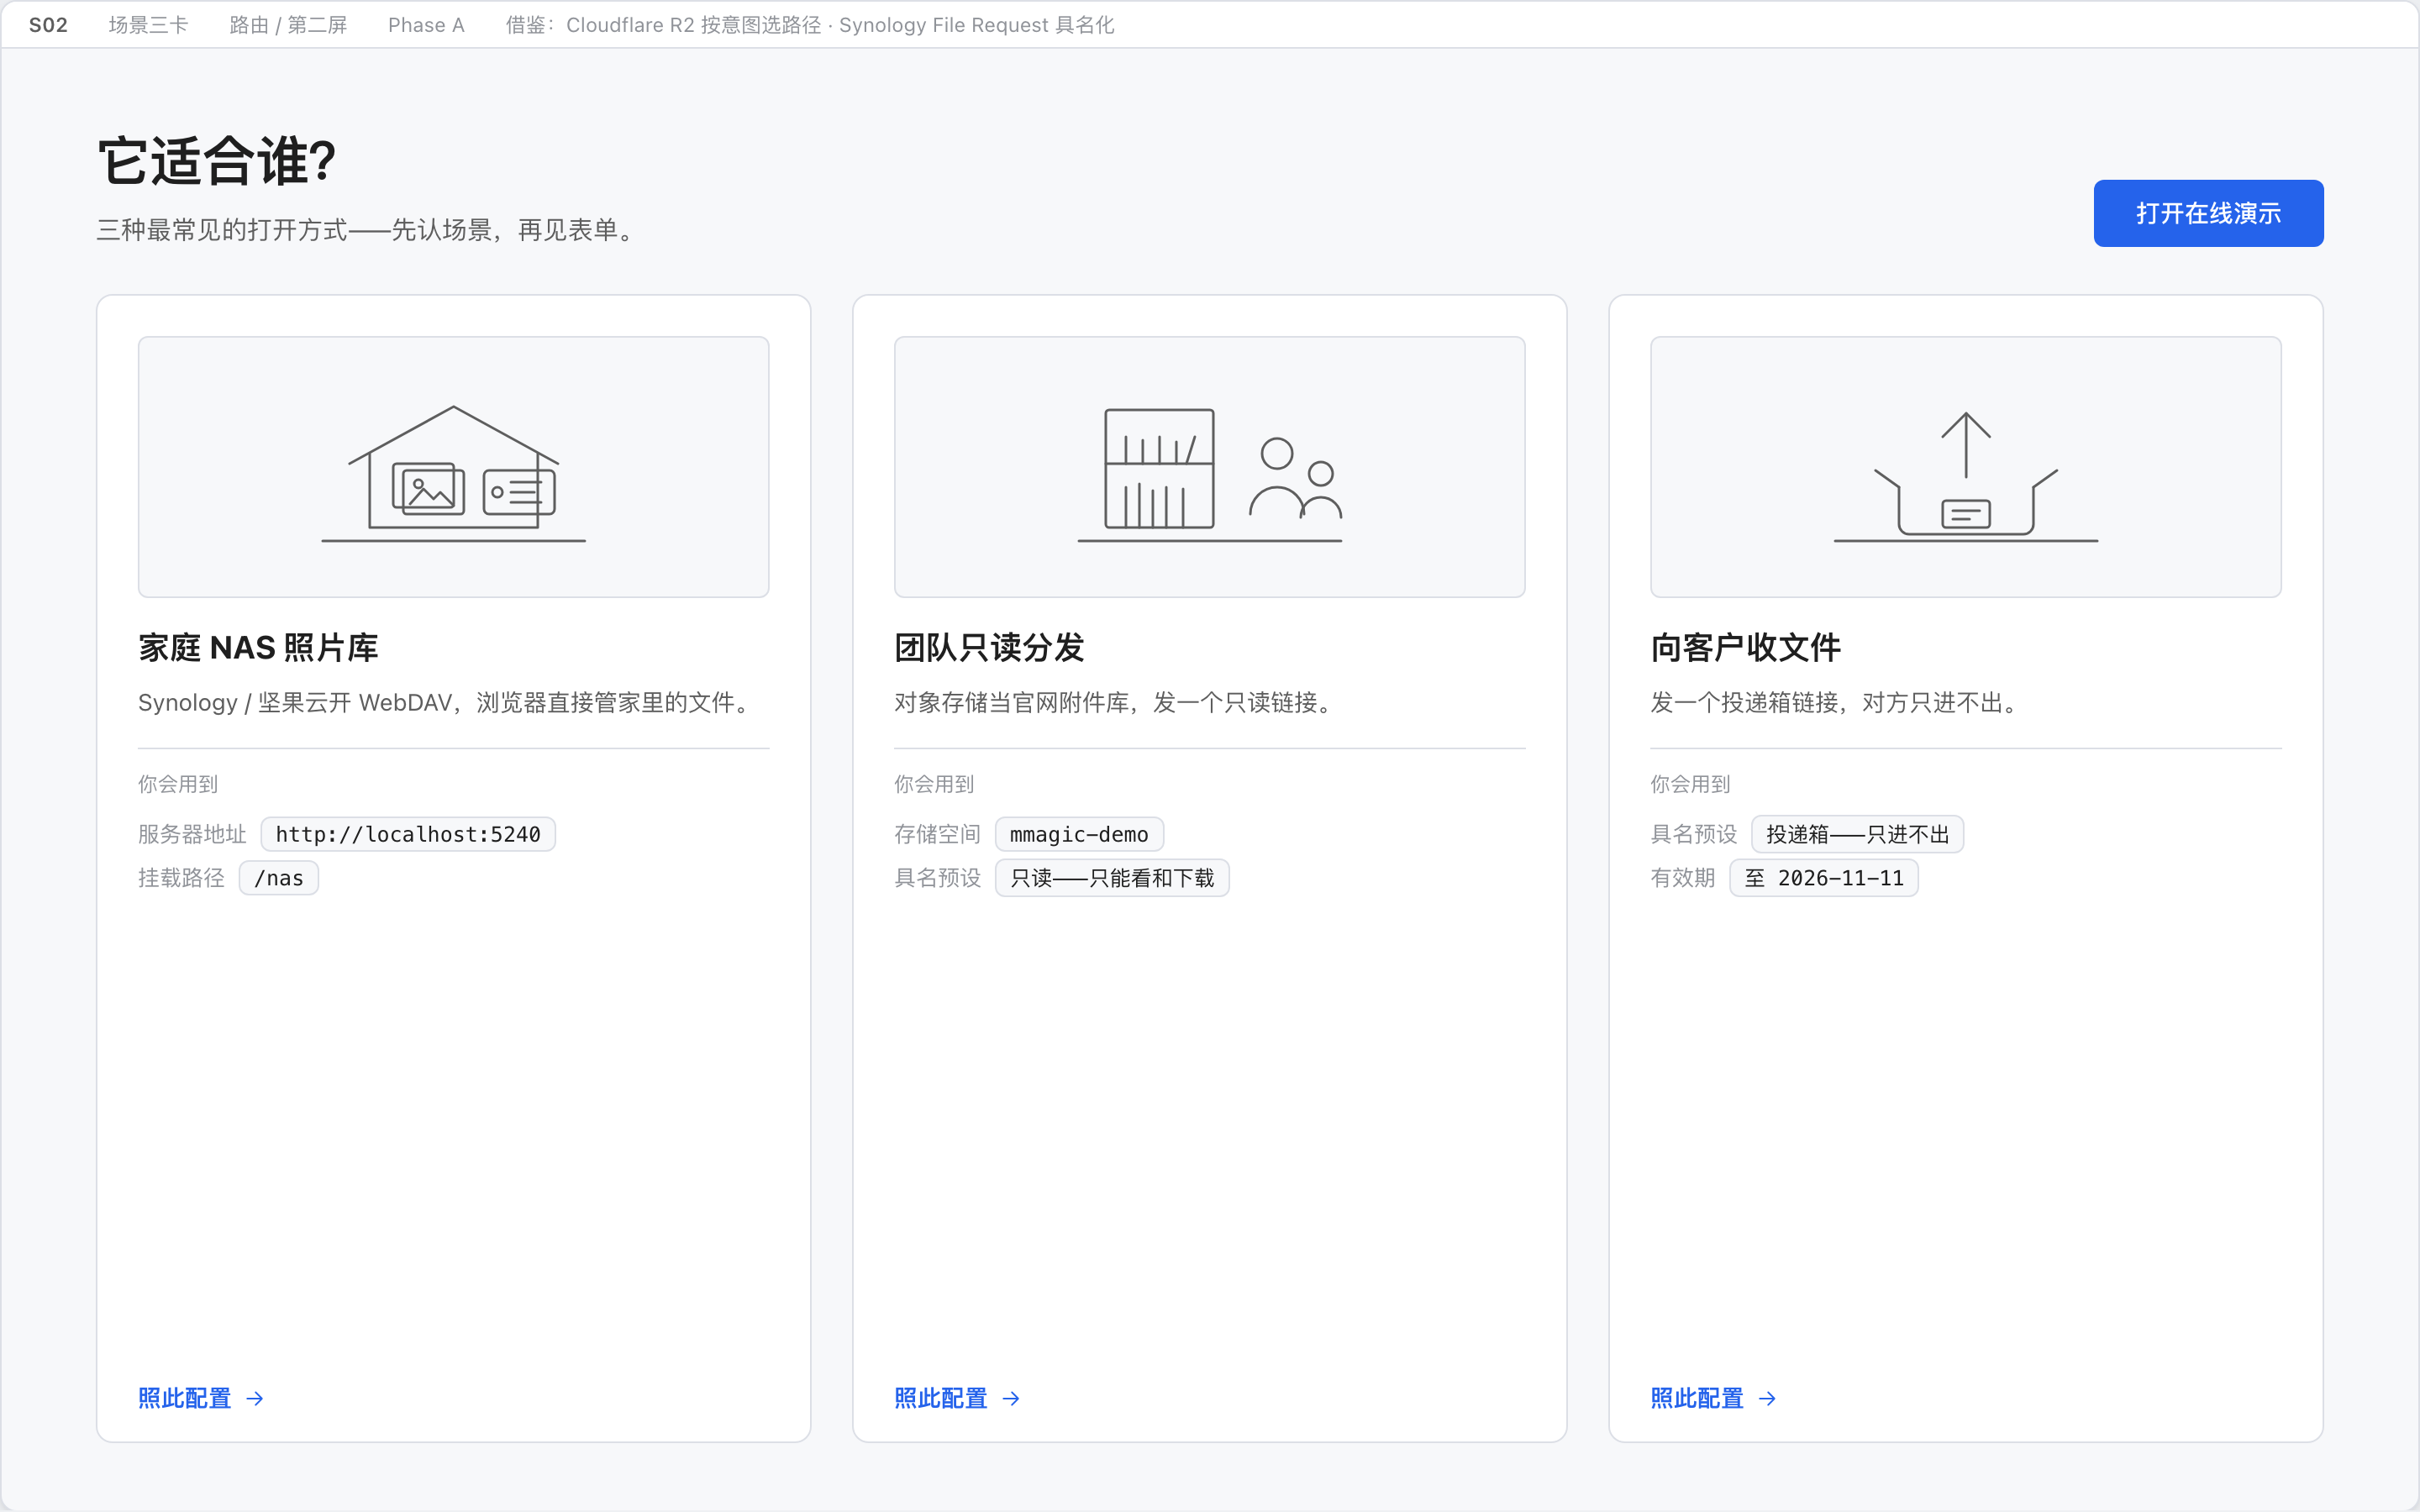 S02 场景三卡 路由 / 第二屏 Phase A 借鉴：Cloudflare R2 按意图选路径 · Synology File Request 具名化
它适合谁？
三种最常见的打开方式——先认场景，再见表单。
打开在线演示
家庭 NAS 照片库
Synology / 坚果云开 WebDAV，浏览器直接管家里的文件。
你会用到
服务器地址 http://localhost:5240
挂载路径 /nas
照此配置 →
团队只读分发
对象存储当官网附件库，发一个只读链接。
你会用到
存储空间 mmagic-demo
具名预设 只读——只能看和下载
照此配置 →
向客户收文件
发一个投递箱链接，对方只进不出。
你会用到
具名预设 投递箱——只进不出
有效期 至 2026-11-11
照此配置 →